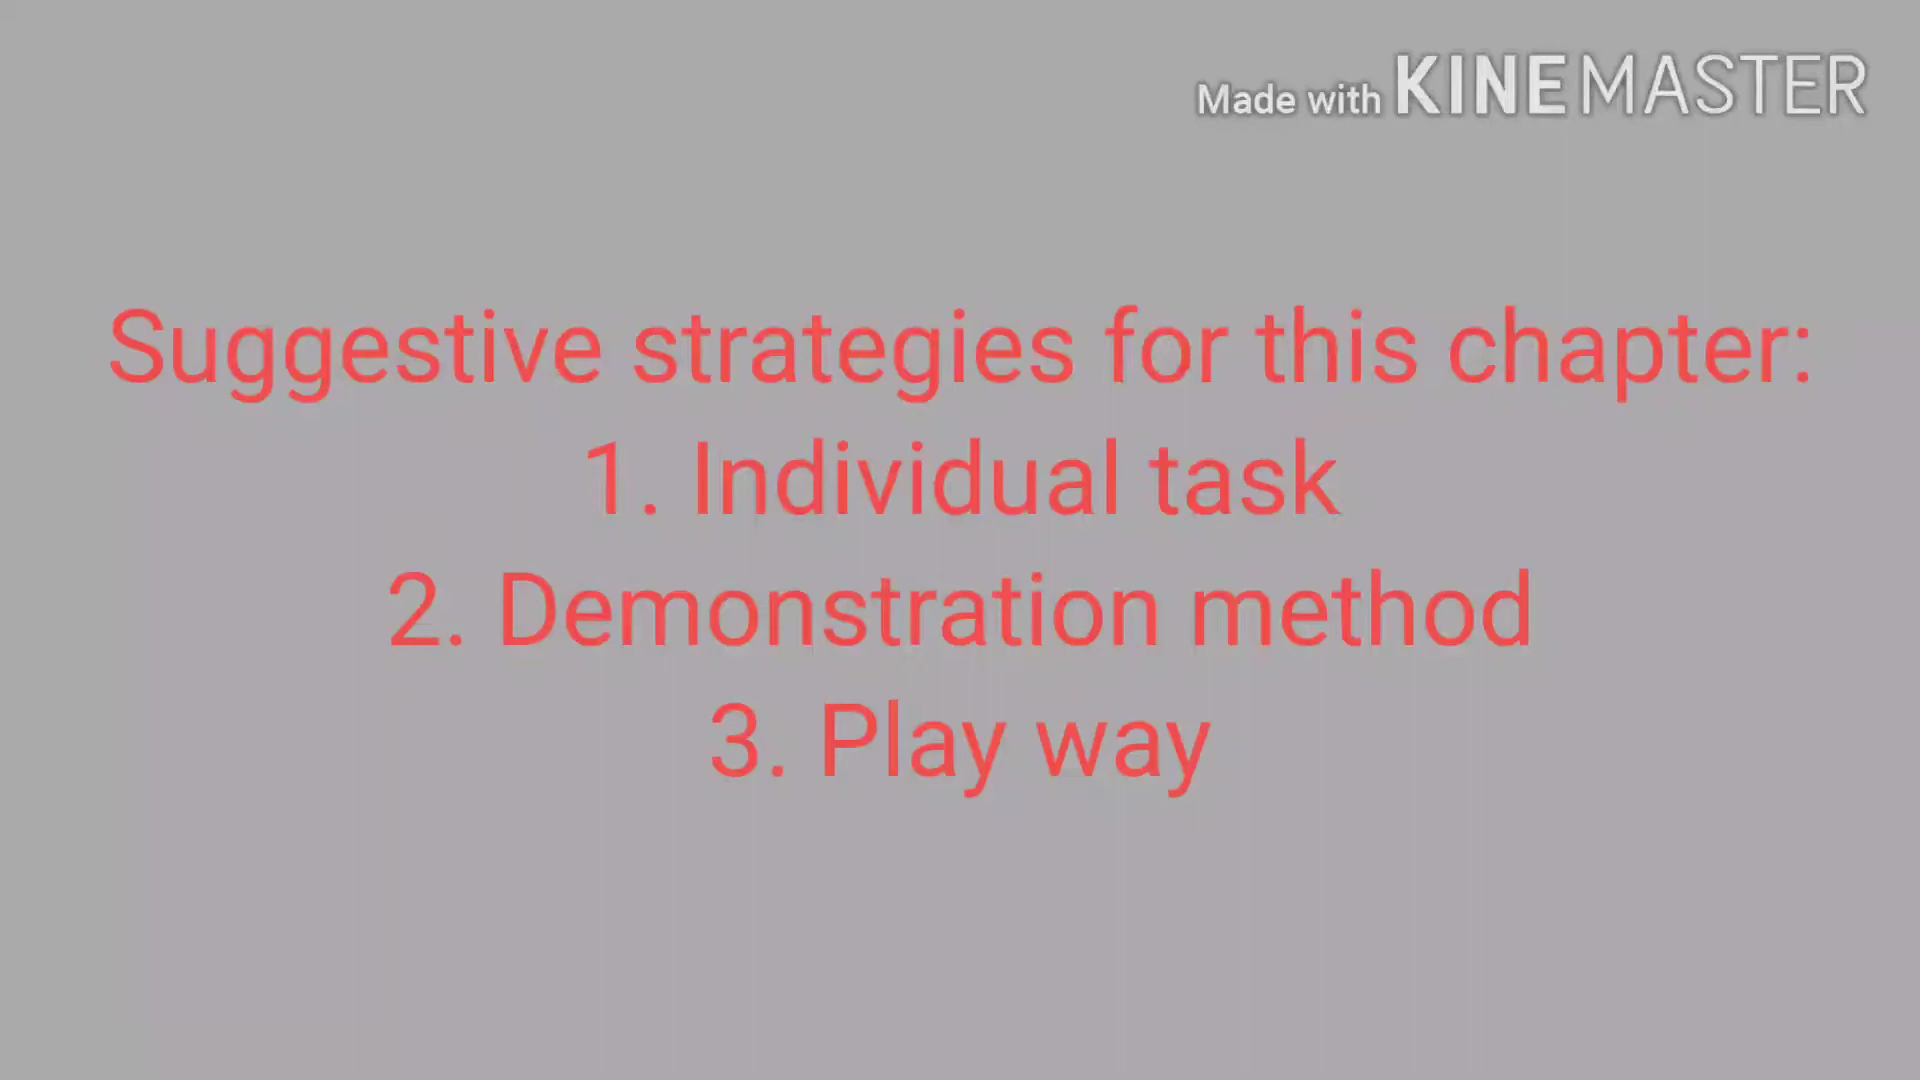 Made with KINEMASTER
Suggestive strategies for this chapter:
1. Individual task
2. Demonstration method
3. Play way